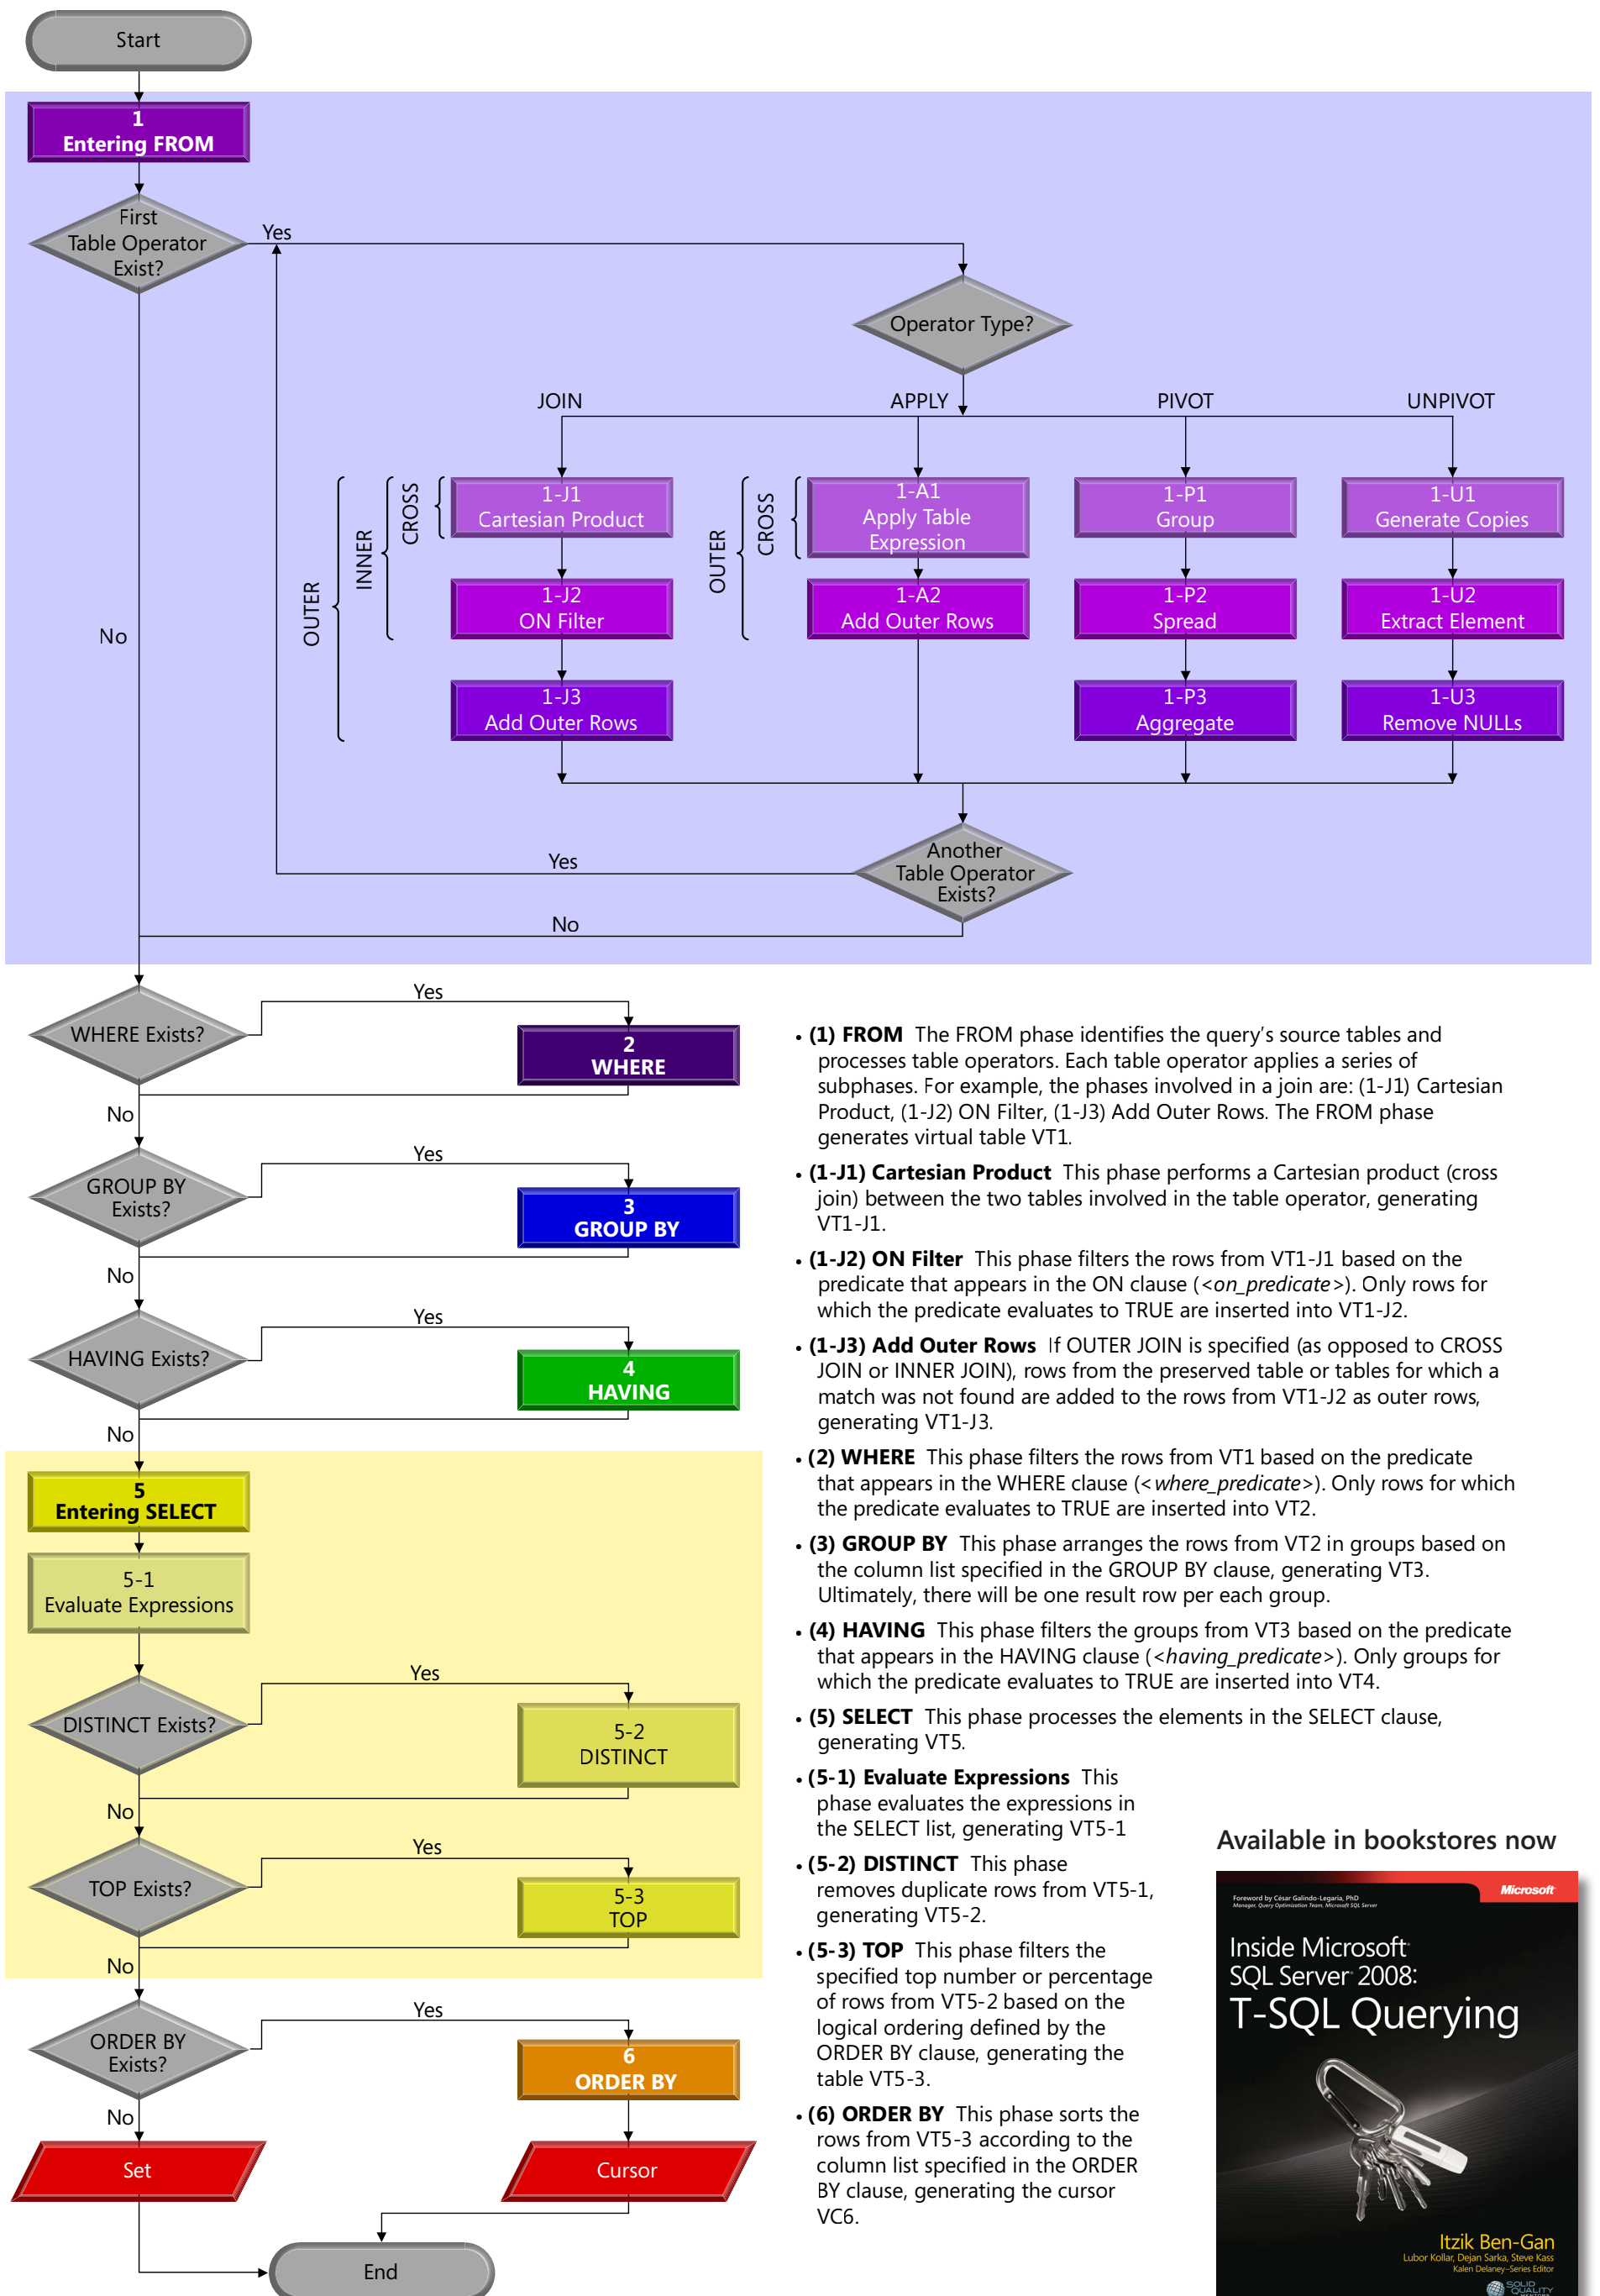 Start
1
Entering FROM
First
Table Operator
Exist?
Yes
Operator Type?
JOIN
APPLY
PIVOT
UNPIVOT
OUTER
INNER
CROSS
1-J1
Cartesian Product
OUTER
CROSS
1-A1
Apply Table
Expression
1-P1
Group
1-U1
Generate Copies
1-J2
ON Filter
1-A2
Add Outer Rows
1-P2
Spread
1-U2
Extract Element
No
1-J3
Add Outer Rows
1-P3
Aggregate
1-U3
Remove NULLs
Yes
Another
Table Operator
Exists?
No
WHERE Exists?
Yes
2
WHERE
No
GROUP BY
Exists?
Yes
3
GROUP BY
No
HAVING Exists?
Yes
4
HAVING
No
5
Entering SELECT
5-1
Evaluate Expressions
DISTINCT Exists?
Yes
5-2
DISTINCT
No
TOP Exists?
Yes
5-3
TOP
No
ORDER BY
Exists?
Yes
6
ORDER BY
No
Set
Cursor
End
• (1) FROM The FROM phase identifies the query's source tables and
processes table operators. Each table operator applies a series of
subphases. For example, the phases involved in a join are: (1-J1) Cartesian
Product, (1-J2) ON Filter, (1-J3) Add Outer Rows. The FROM phase
generates virtual table VT1.
• (1-J1) Cartesian Product This phase performs a Cartesian product (cross
join) between the two tables involved in the table operator, generating
VT1-J1.
• (1-J2) ON Filter This phase filters the rows from VT1-J1 based on the
predicate that appears in the ON clause (<on_predicate>). Only rows for
which the predicate evaluates to TRUE are inserted into VT1-J2.
• (1-J3) Add Outer Rows If OUTER JOIN is specified (as opposed to CROSS
JOIN or INNER JOIN), rows from the preserved table or tables for which a
match was not found are added to the rows from VT1-J2 as outer rows,
generating VT1-J3.
• (2) WHERE This phase filters the rows from VT1 based on the predicate
that appears in the WHERE clause (<where_predicate>). Only rows for which
the predicate evaluates to TRUE are inserted into VT2.
• (3) GROUP BY This phase arranges the rows from VT2 in groups based on
the column list specified in the GROUP BY clause, generating VT3.
Ultimately, there will be one result row per each group.
• (4) HAVING This phase filters the groups from VT3 based on the predicate
that appears in the HAVING clause (<having_predicate>). Only groups for
which the predicate evaluates to TRUE are inserted into VT4.
• (5) SELECT This phase processes the elements in the SELECT clause,
generating VT5.
• (5-1) Evaluate Expressions This
phase evaluates the expressions in
the SELECT list, generating VT5-1
• (5-2) DISTINCT This phase
removes duplicate rows from VT5-1,
generating VT5-2.
• (5-3) TOP This phase filters the
specified top number or percentage
of rows from VT5-2 based on the
logical ordering defined by the
ORDER BY clause, generating the
table VT5-3.
• (6) ORDER BY This phase sorts the
rows from VT5-3 according to the
column list specified in the ORDER
BY clause, generating the cursor
VC6.
Available in bookstores now
Foreword by César Galindo-Legaria, PhD
Manager, Query Optimization Team, Microsoft SQL Server
Microsoft
Inside Microsoft
SQL Server 2008:
T-SQL Querying
Itzik Ben-Gan
Lubor Kollar, Dejan Sarka, Steve Kass
Kalen Delaney–Series Editor
SOLID
QUALITY